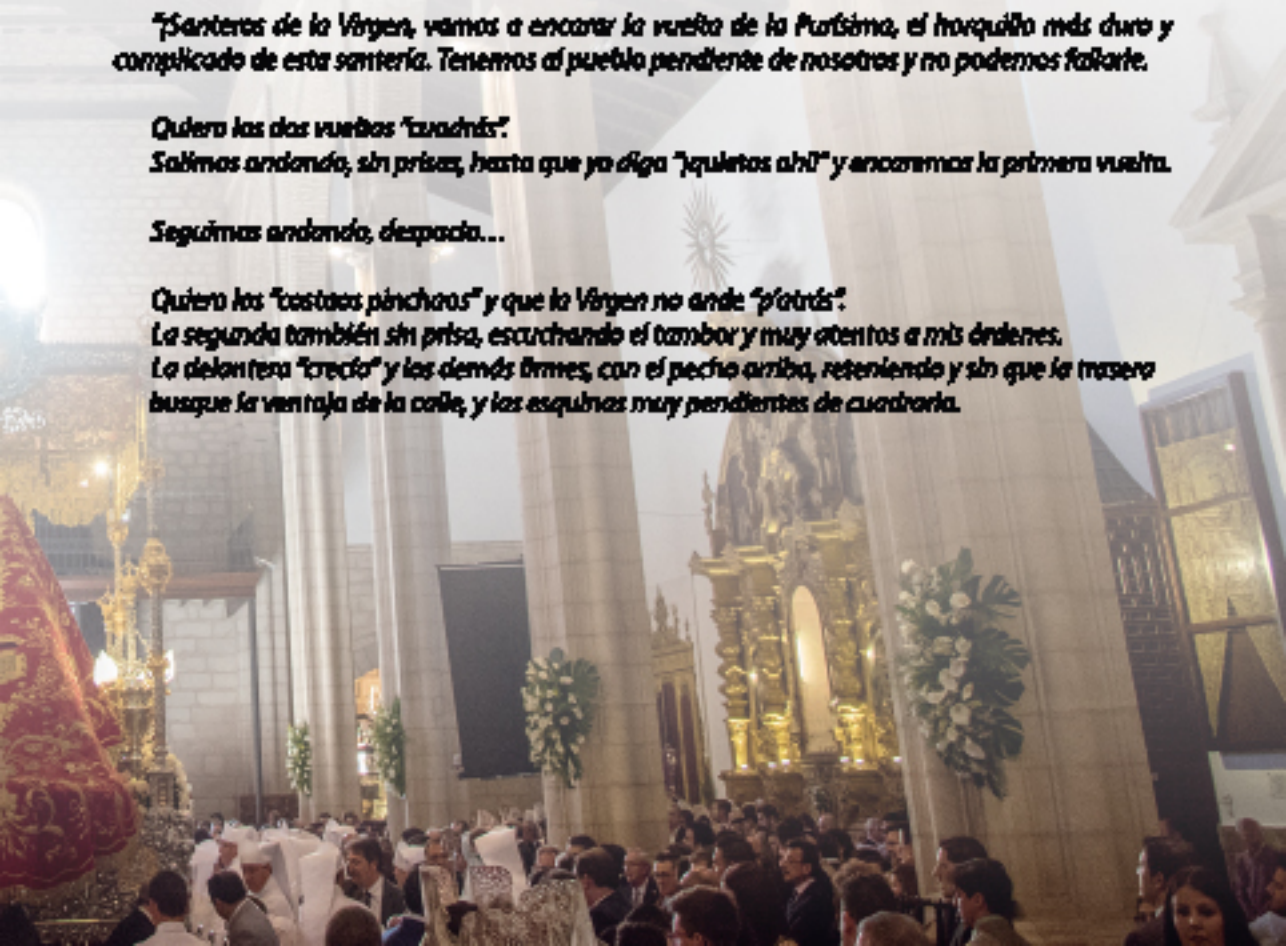 "¡Santeros de la Virgen, vamos a encarar la vuelta de la Purísima, el horquillo más duro y
complicado de esta santería. Tenemos al pueblo pendiente de nosotros y no podemos fallarle.
Quiero las dos vueltas "cuadrás".
Salimos andando, sin prisas, hasta que yo diga "¡quietos ahí!" y encaremos la primera vuelta.
Seguimos andando, despacio...
Quiero los "costaos pinchaos" y que la Virgen no ande "p'atrás".
La segunda también sin prisa, escuchando el tambor y muy atentos a mis órdenes.
La delantera "crecía" y los demás firmes, con el pecho arriba, reteniendo y sin que la trasera
busque la ventaja de la calle, y las esquinas muy pendientes de cuadrarla.